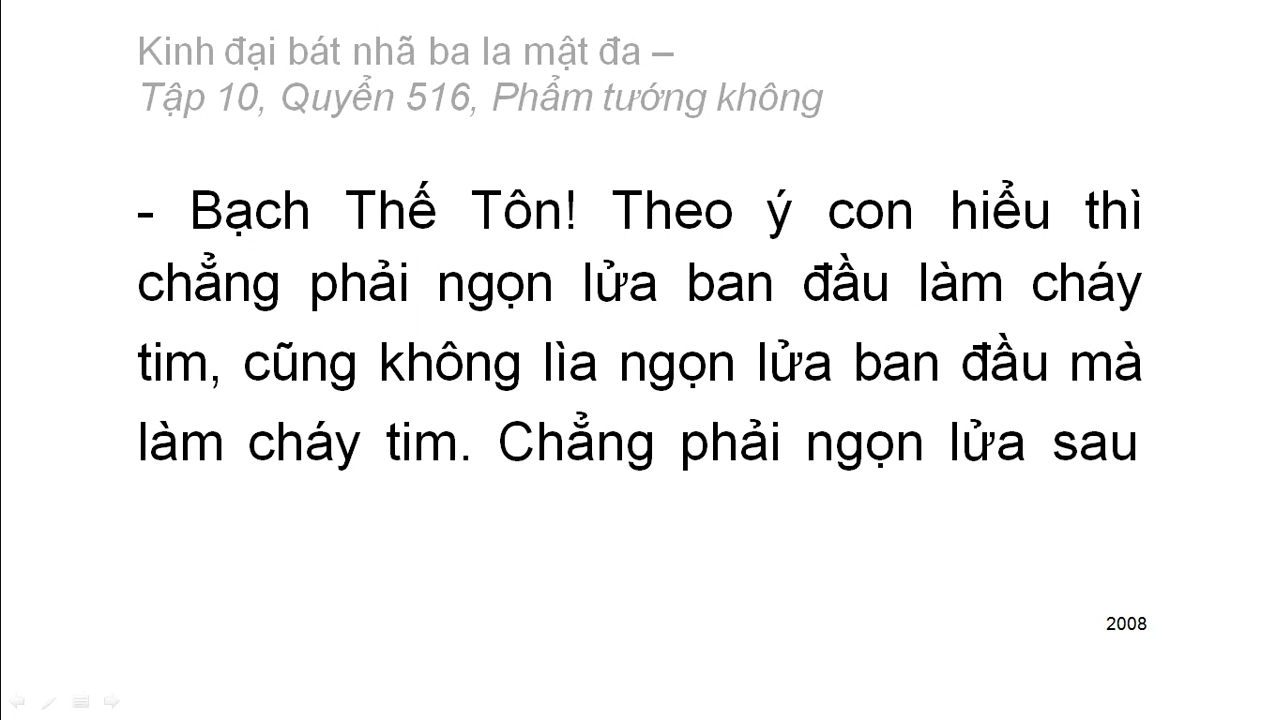 Kinh đại bát nhã ba la mật đa –
Tập 10, Quyển 516, Phẩm tướng không
- Bạch Thế Tôn! Theo ý con hiểu thì
chẳng phải ngọn lửa ban đầu làm cháy
tim, cũng không lìa ngọn lửa ban đầu mà
làm cháy tim. Chẳng phải ngọn lửa sau
2008